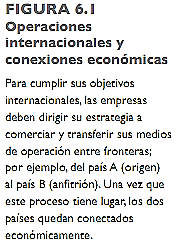 FIGURA 6.1
Operaciones
internacionales y
conexiones económicas
Para cumplir sus objetivos
internacionales, las empresas
deben dirigir su estrategia a
comerciar y transferir sus medios
de operación entre fronteras;
por ejemplo, del país A (origen)
al país B (anfitrión). Una vez que
este proceso tiene lugar, los dos
países quedan conectados
económicamente.